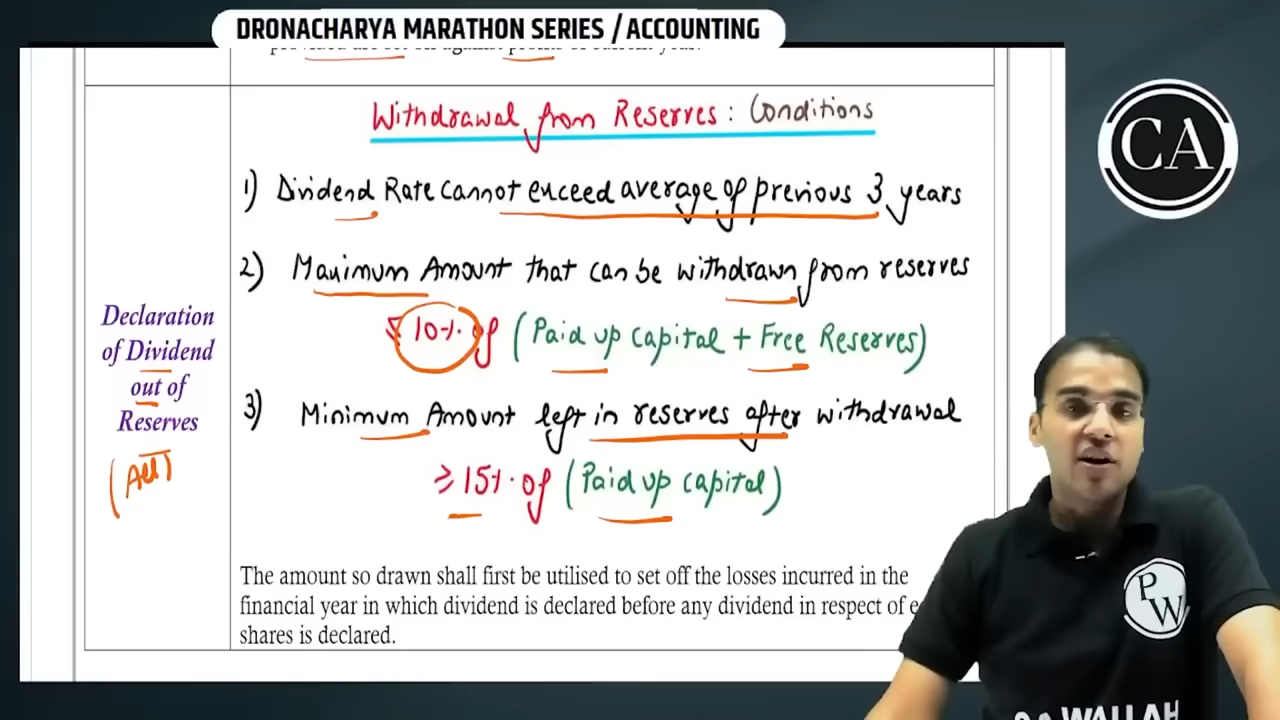 DRONACHARYA MARATHON SERIES / ACCOUNTING
Withdrawal from Reserves : Conditions
1) Dividend Rate cannot exceed average of previous 3 years
2) Maximum Amount that can be withdrawn from reserves
≤ 10% of (Paid up capital + Free Reserves)
3) Minimum Amount left in reserves after withdrawal
≥ 15% of (Paid up capital)
Declaration
of Dividend
out of
Reserves
The amount so drawn shall first be utilised to set off the losses incurred in the
financial year in which dividend is declared before any dividend in respect of
shares is declared.
CA
P
W
WALLAH